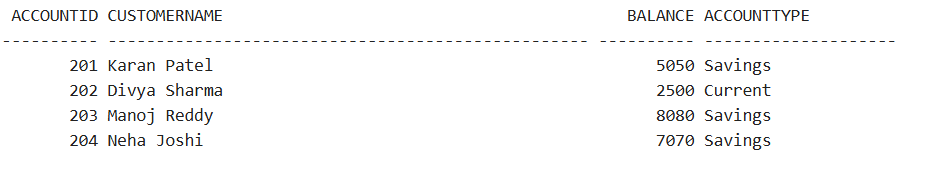 ACCOUNTID CUSTOMERNAME                                          BALANCE ACCOUNTTYPE
---------- -------------------------------------------------- ---------- --------------------
       201 Karan Patel                                              5050 Savings
       202 Divya Sharma                                             2500 Current
       203 Manoj Reddy                                              8080 Savings
       204 Neha Joshi                                               7070 Savings